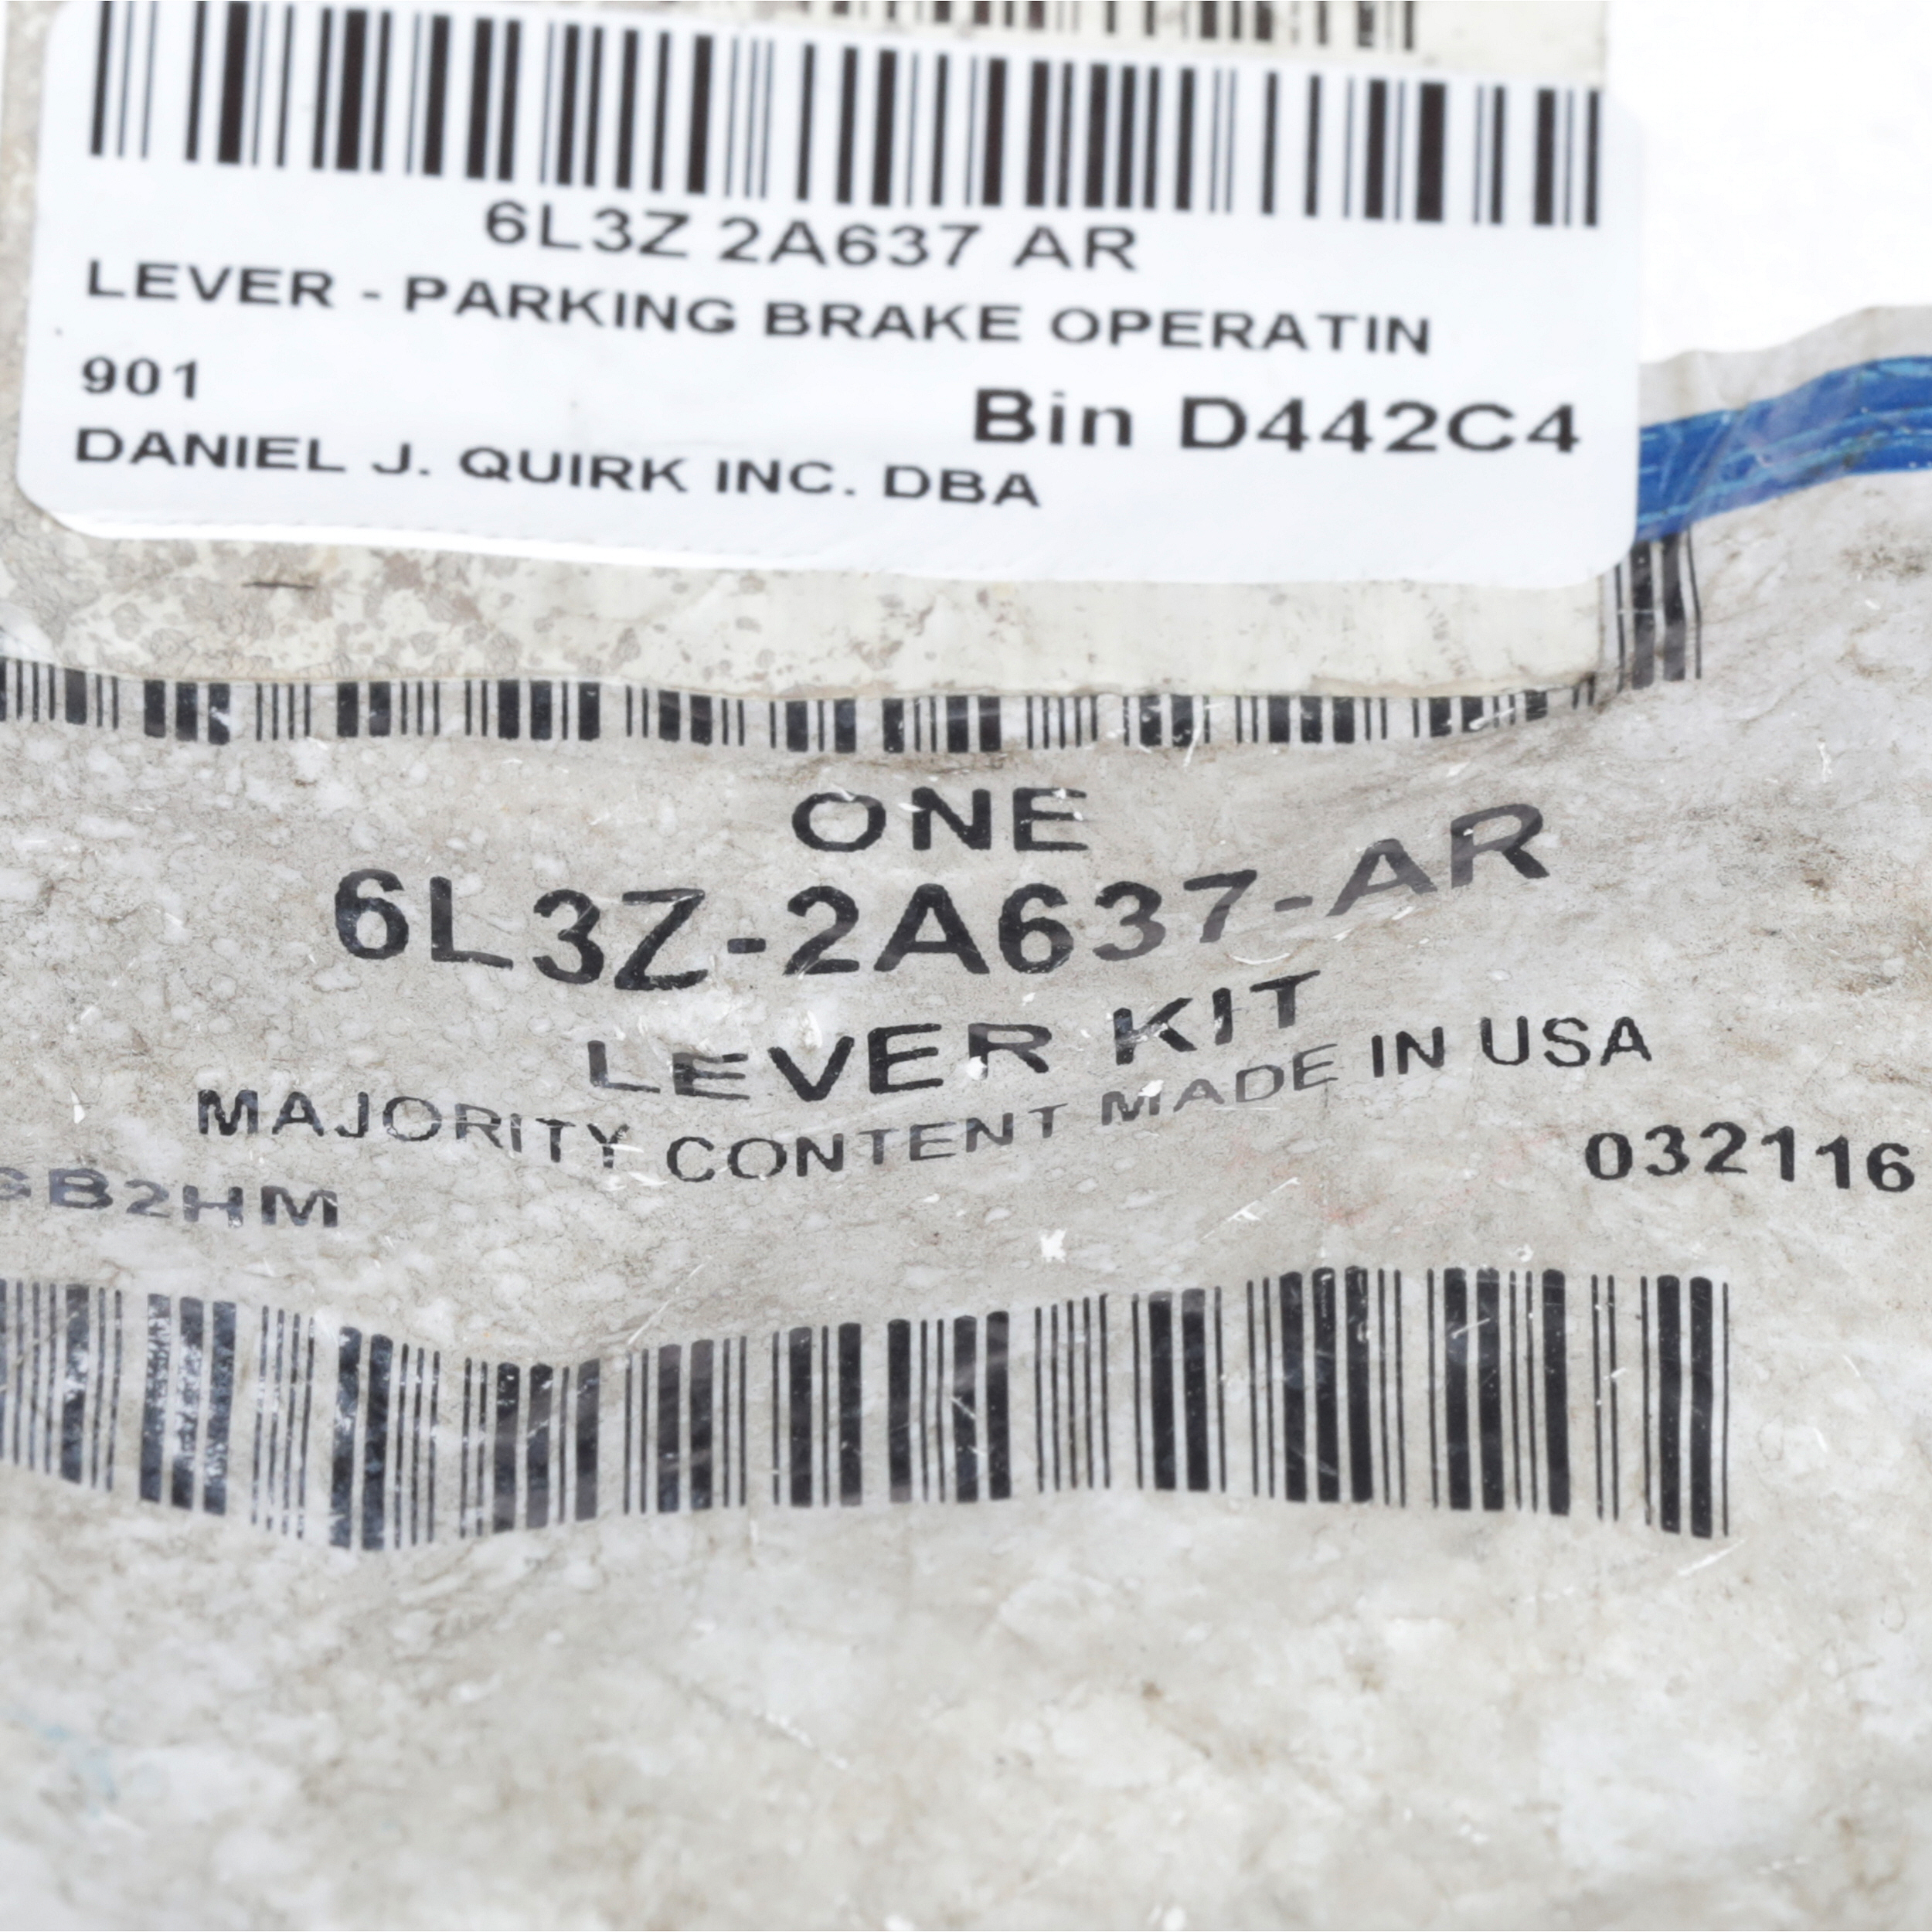 6L3Z 2A637 AR
LEVER - PARKING BRAKE OPERATIN
901
Bin D442C4
DANIEL J. QUIRK INC. DBA
ONE
6L3Z-2A637-AR
LEVER KIT
MAJORITY CONTENT MADE IN USA
032116